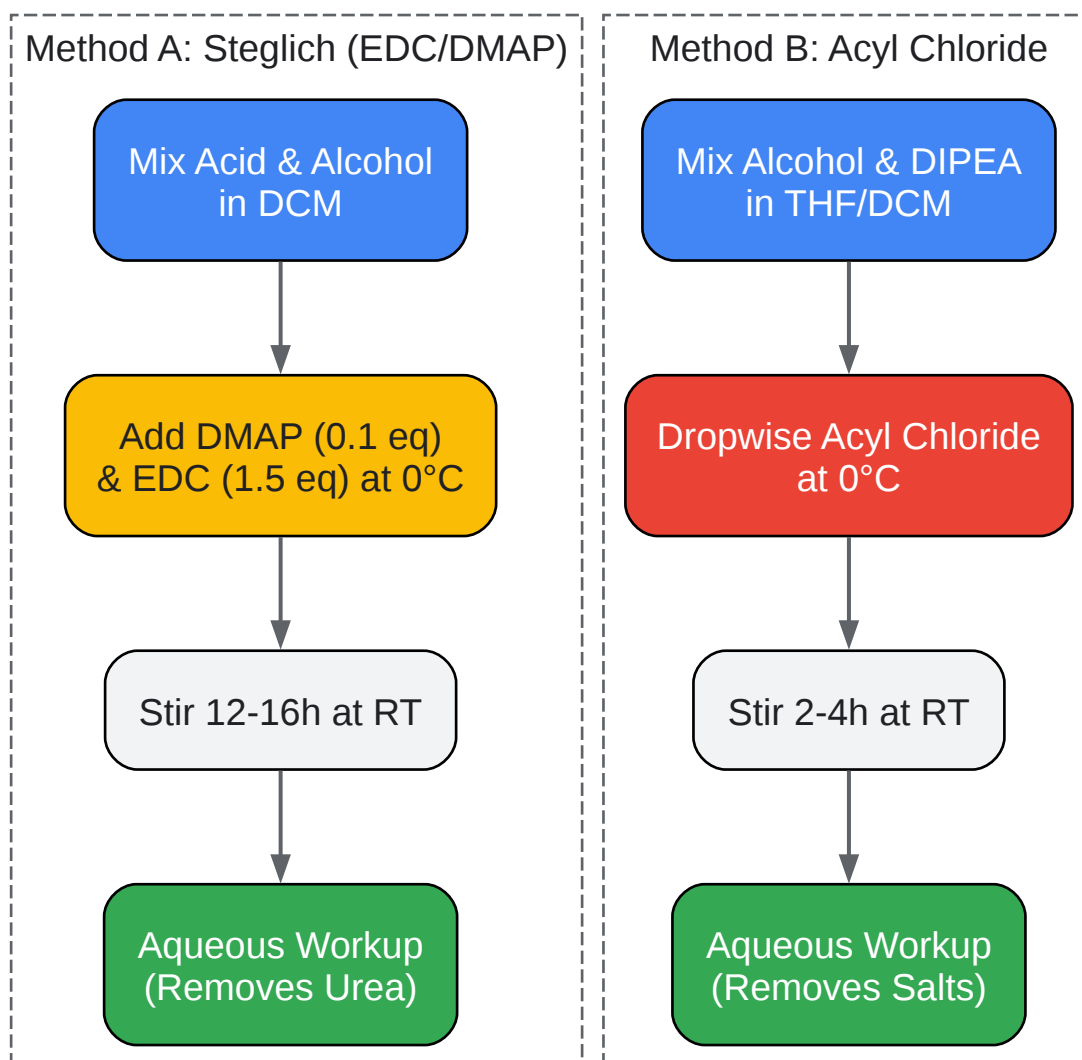 Method A: Steglich (EDC/DMAP)
Mix Acid & Alcohol
in DCM
Add DMAP (0.1 eq)
& EDC (1.5 eq) at 0°C
Stir 12-16h at RT
Aqueous Workup
(Removes Urea)
Method B: Acyl Chloride
Mix Alcohol & DIPEA
in THF/DCM
Dropwise Acyl Chloride
at 0°C
Stir 2-4h at RT
Aqueous Workup
(Removes Salts)